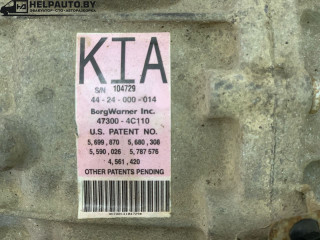 HELPAUTO.BY
KIA
S/N 104729
44 - 24 - 000 - 014
BorgWarner Inc.
47300 - 4C110
U.S. PATENT NO.
5,699,870 5,680,308
5,590,026 5,787,576
4,561,420
OTHER PATENTS PENDING